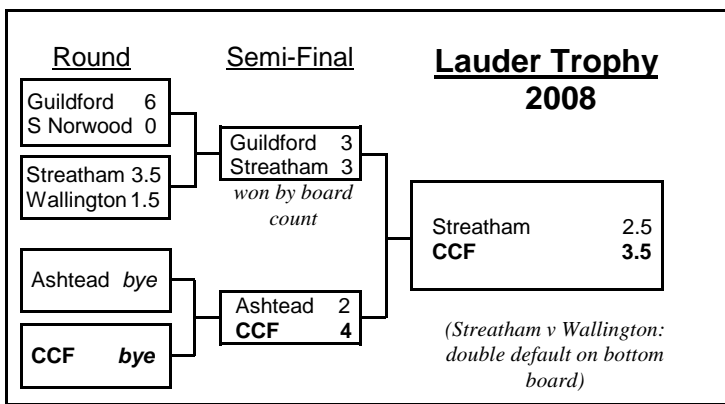 Round
Semi-Final
Lauder Trophy
2008
Guildford 6
S Norwood 0
Streatham 3.5
Wallington 1.5
Ashtead bye
CCF bye
Guildford 3
Streatham 3
won by board
count
Ashtead 2
CCF 4
Streatham 2.5
CCF 3.5
(Streatham v Wallington:
double default on bottom
board)